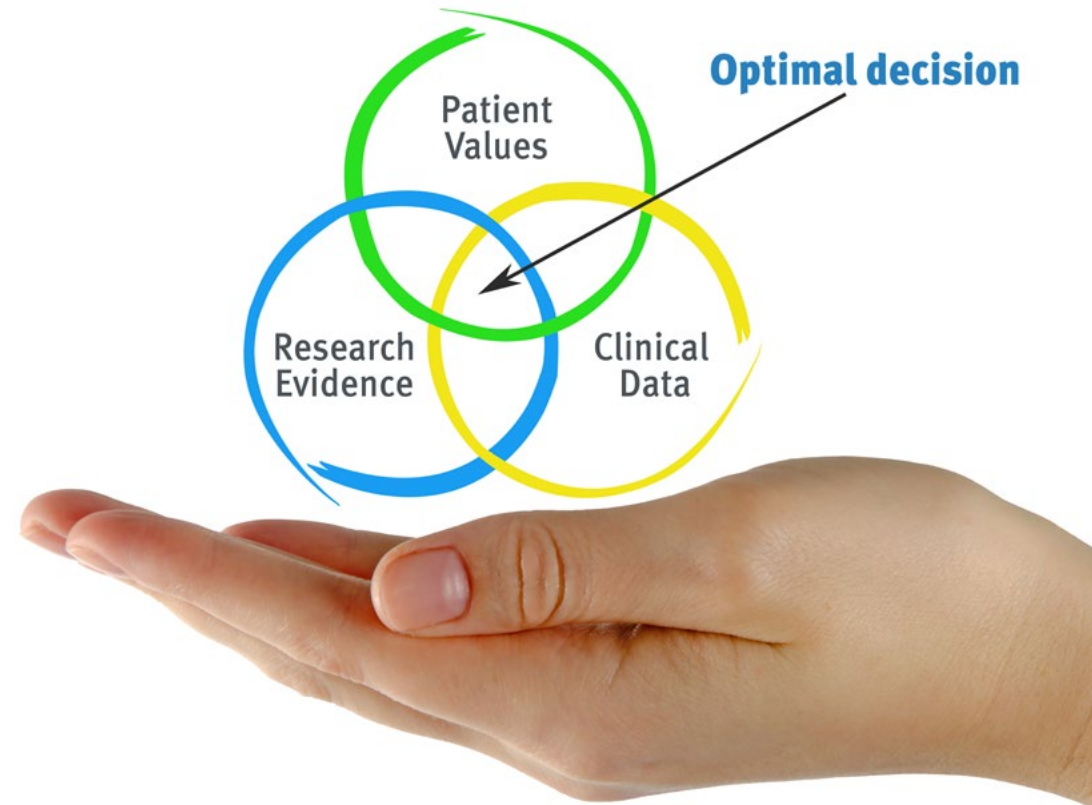 Optimal decision
Patient
Values
Research
Evidence
Clinical
Data